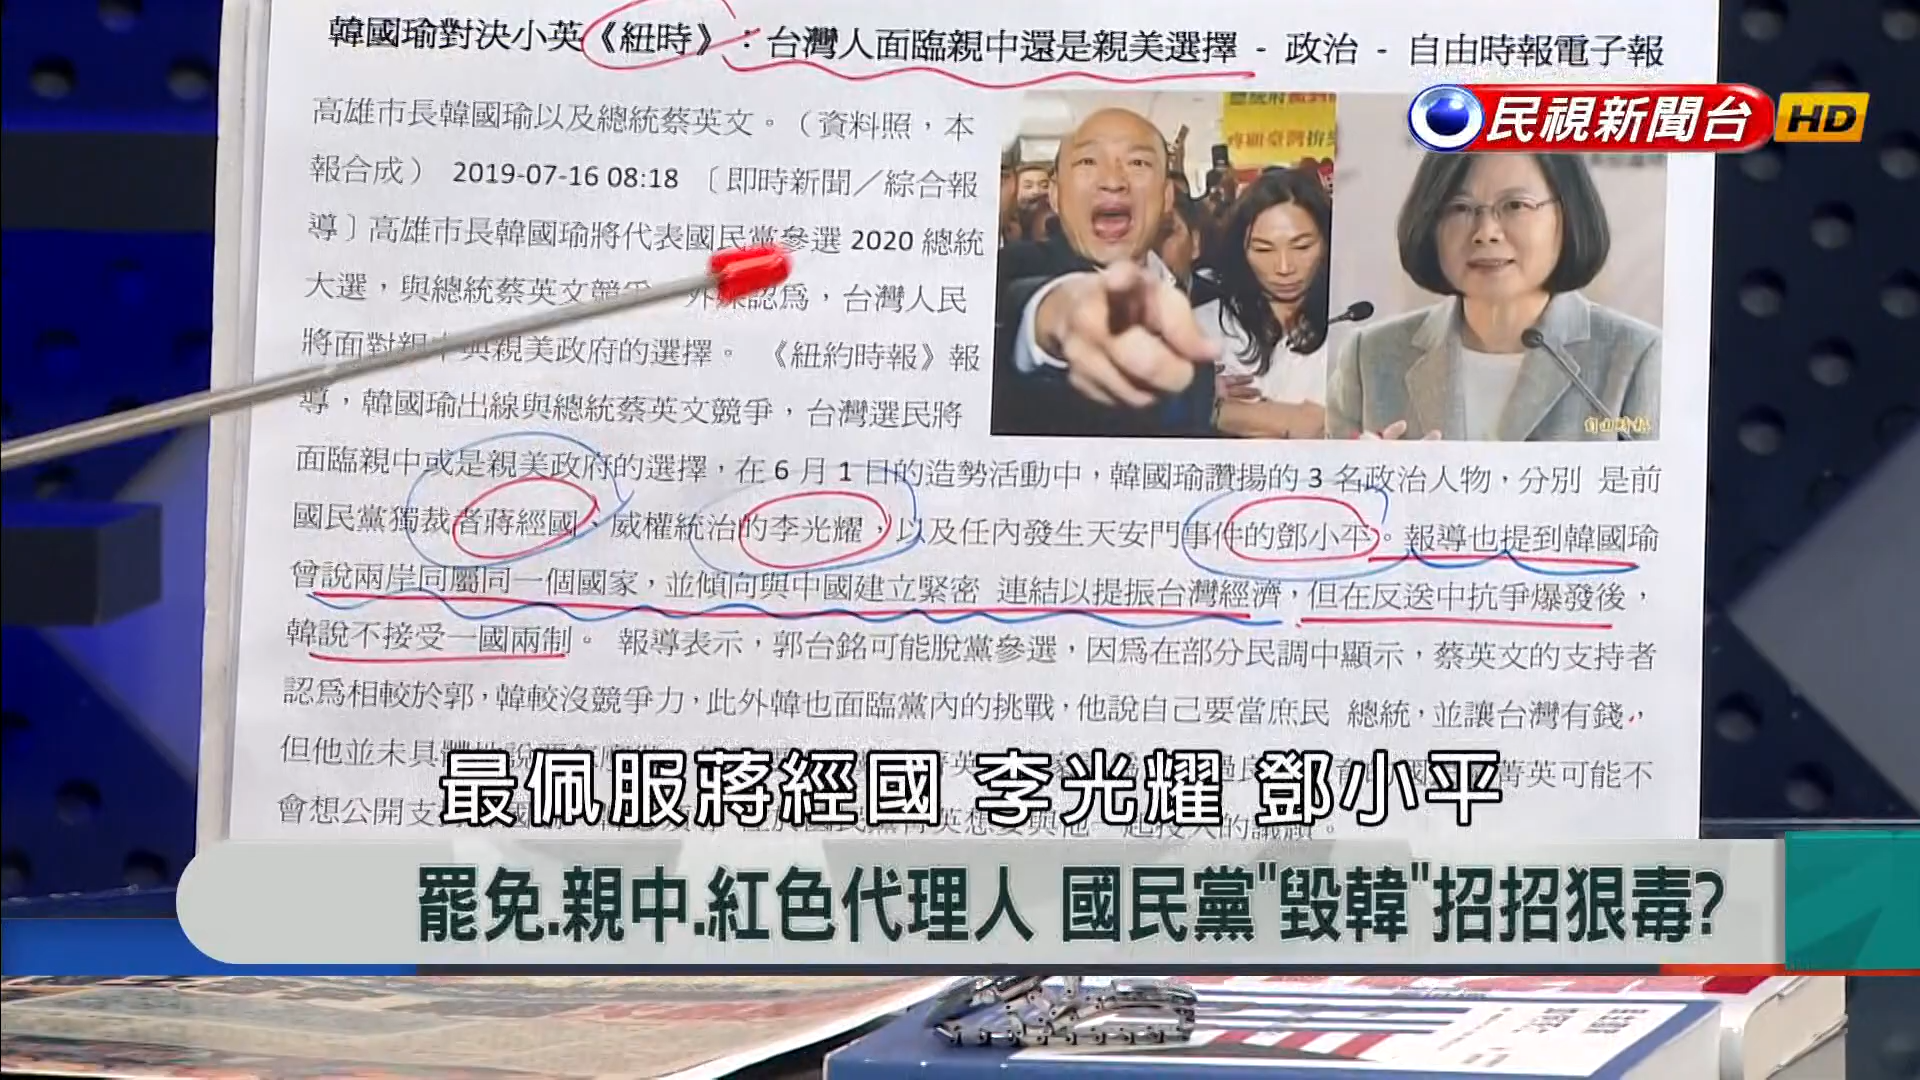 韓國瑜對決小英《紐時》：台灣人面臨親中還是親美選擇 - 政治 - 自由時報電子報
民視新聞台 HD
高雄市長韓國瑜以及總統蔡英文。（資料照，本
報合成） 2019-07-16 08:18 〔即時新聞／綜合報
導〕高雄市長韓國瑜將代表國民黨參選 2020 總統
大選，與總統蔡英文競爭 外媒認為，台灣人民
將面對親中與親美政府的選擇。《紐約時報》報
導，韓國瑜出線與總統蔡英文競爭，台灣選民將
面臨親中或是親美政府的選擇，在 6 月 1 日的造勢活動中，韓國瑜讚揚的 3 名政治人物，分別 是前
國民黨獨裁者蔣經國、威權統治的李光耀，以及任內發生天安門事件的鄧小平。報導也提到韓國瑜
曾說兩岸同屬同一個國家，並傾向與中國建立緊密 連結以提振台灣經濟，但在反送中抗爭爆發後，
韓說不接受一國兩制。 報導表示，郭台銘可能脫黨參選，因為在部分民調中顯示，蔡英文的支持者
認為相較於郭，韓較沒競爭力，此外韓也面臨黨內的挑戰，他說自己要當庶民 總統，並讓台灣有錢，
但他並未具體地說 菁英可能不
會想公開支
自由時報
最佩服蔣經國 李光耀 鄧小平
罷免.親中.紅色代理人 國民黨"毀韓"招招狠毒?